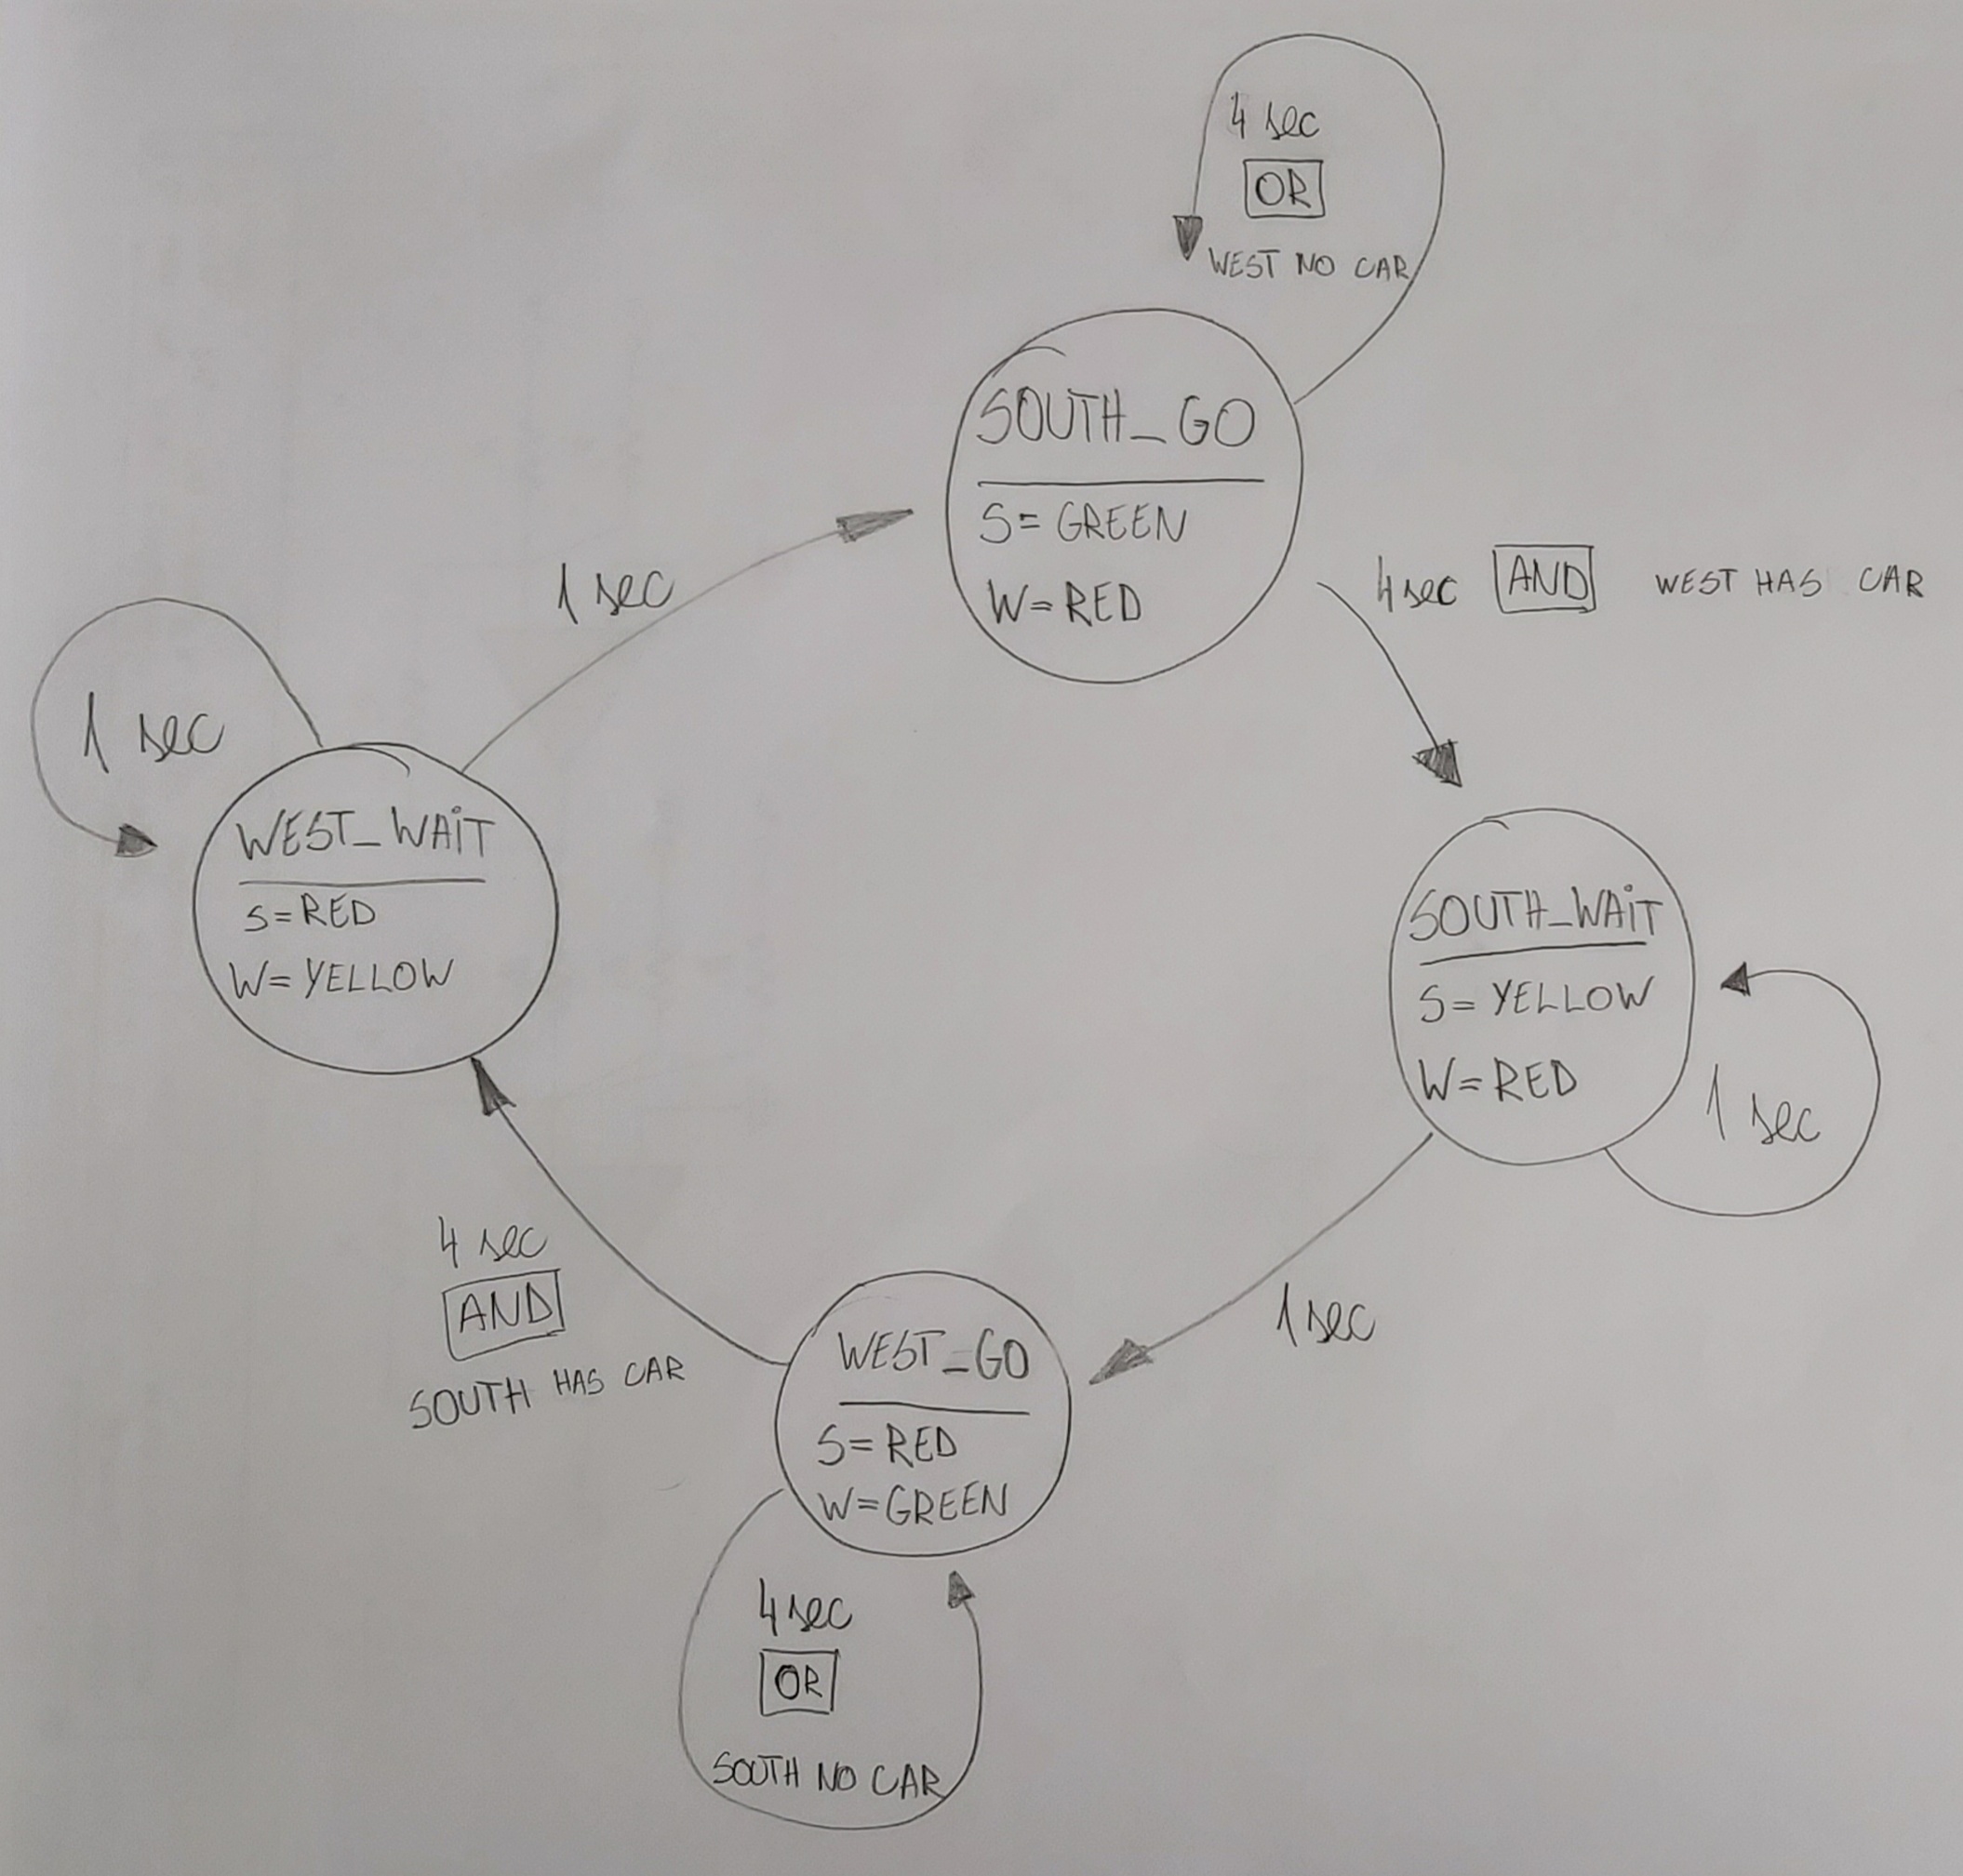 4 sec
OR
WEST NO CAR
SOUTH_GO
S= GREEN
W= RED
4 sec AND WEST HAS CAR
1 sec
1 sec
WEST_WAiT
S=RED
W= YELLOW
SOUTH_WAiT
S= YELLOW
W= RED
1 sec
1 sec
4 sec
AND
SOUTH HAS CAR
WEST_GO
S= RED
W=GREEN
4 sec
OR
SOUTH NO CAR